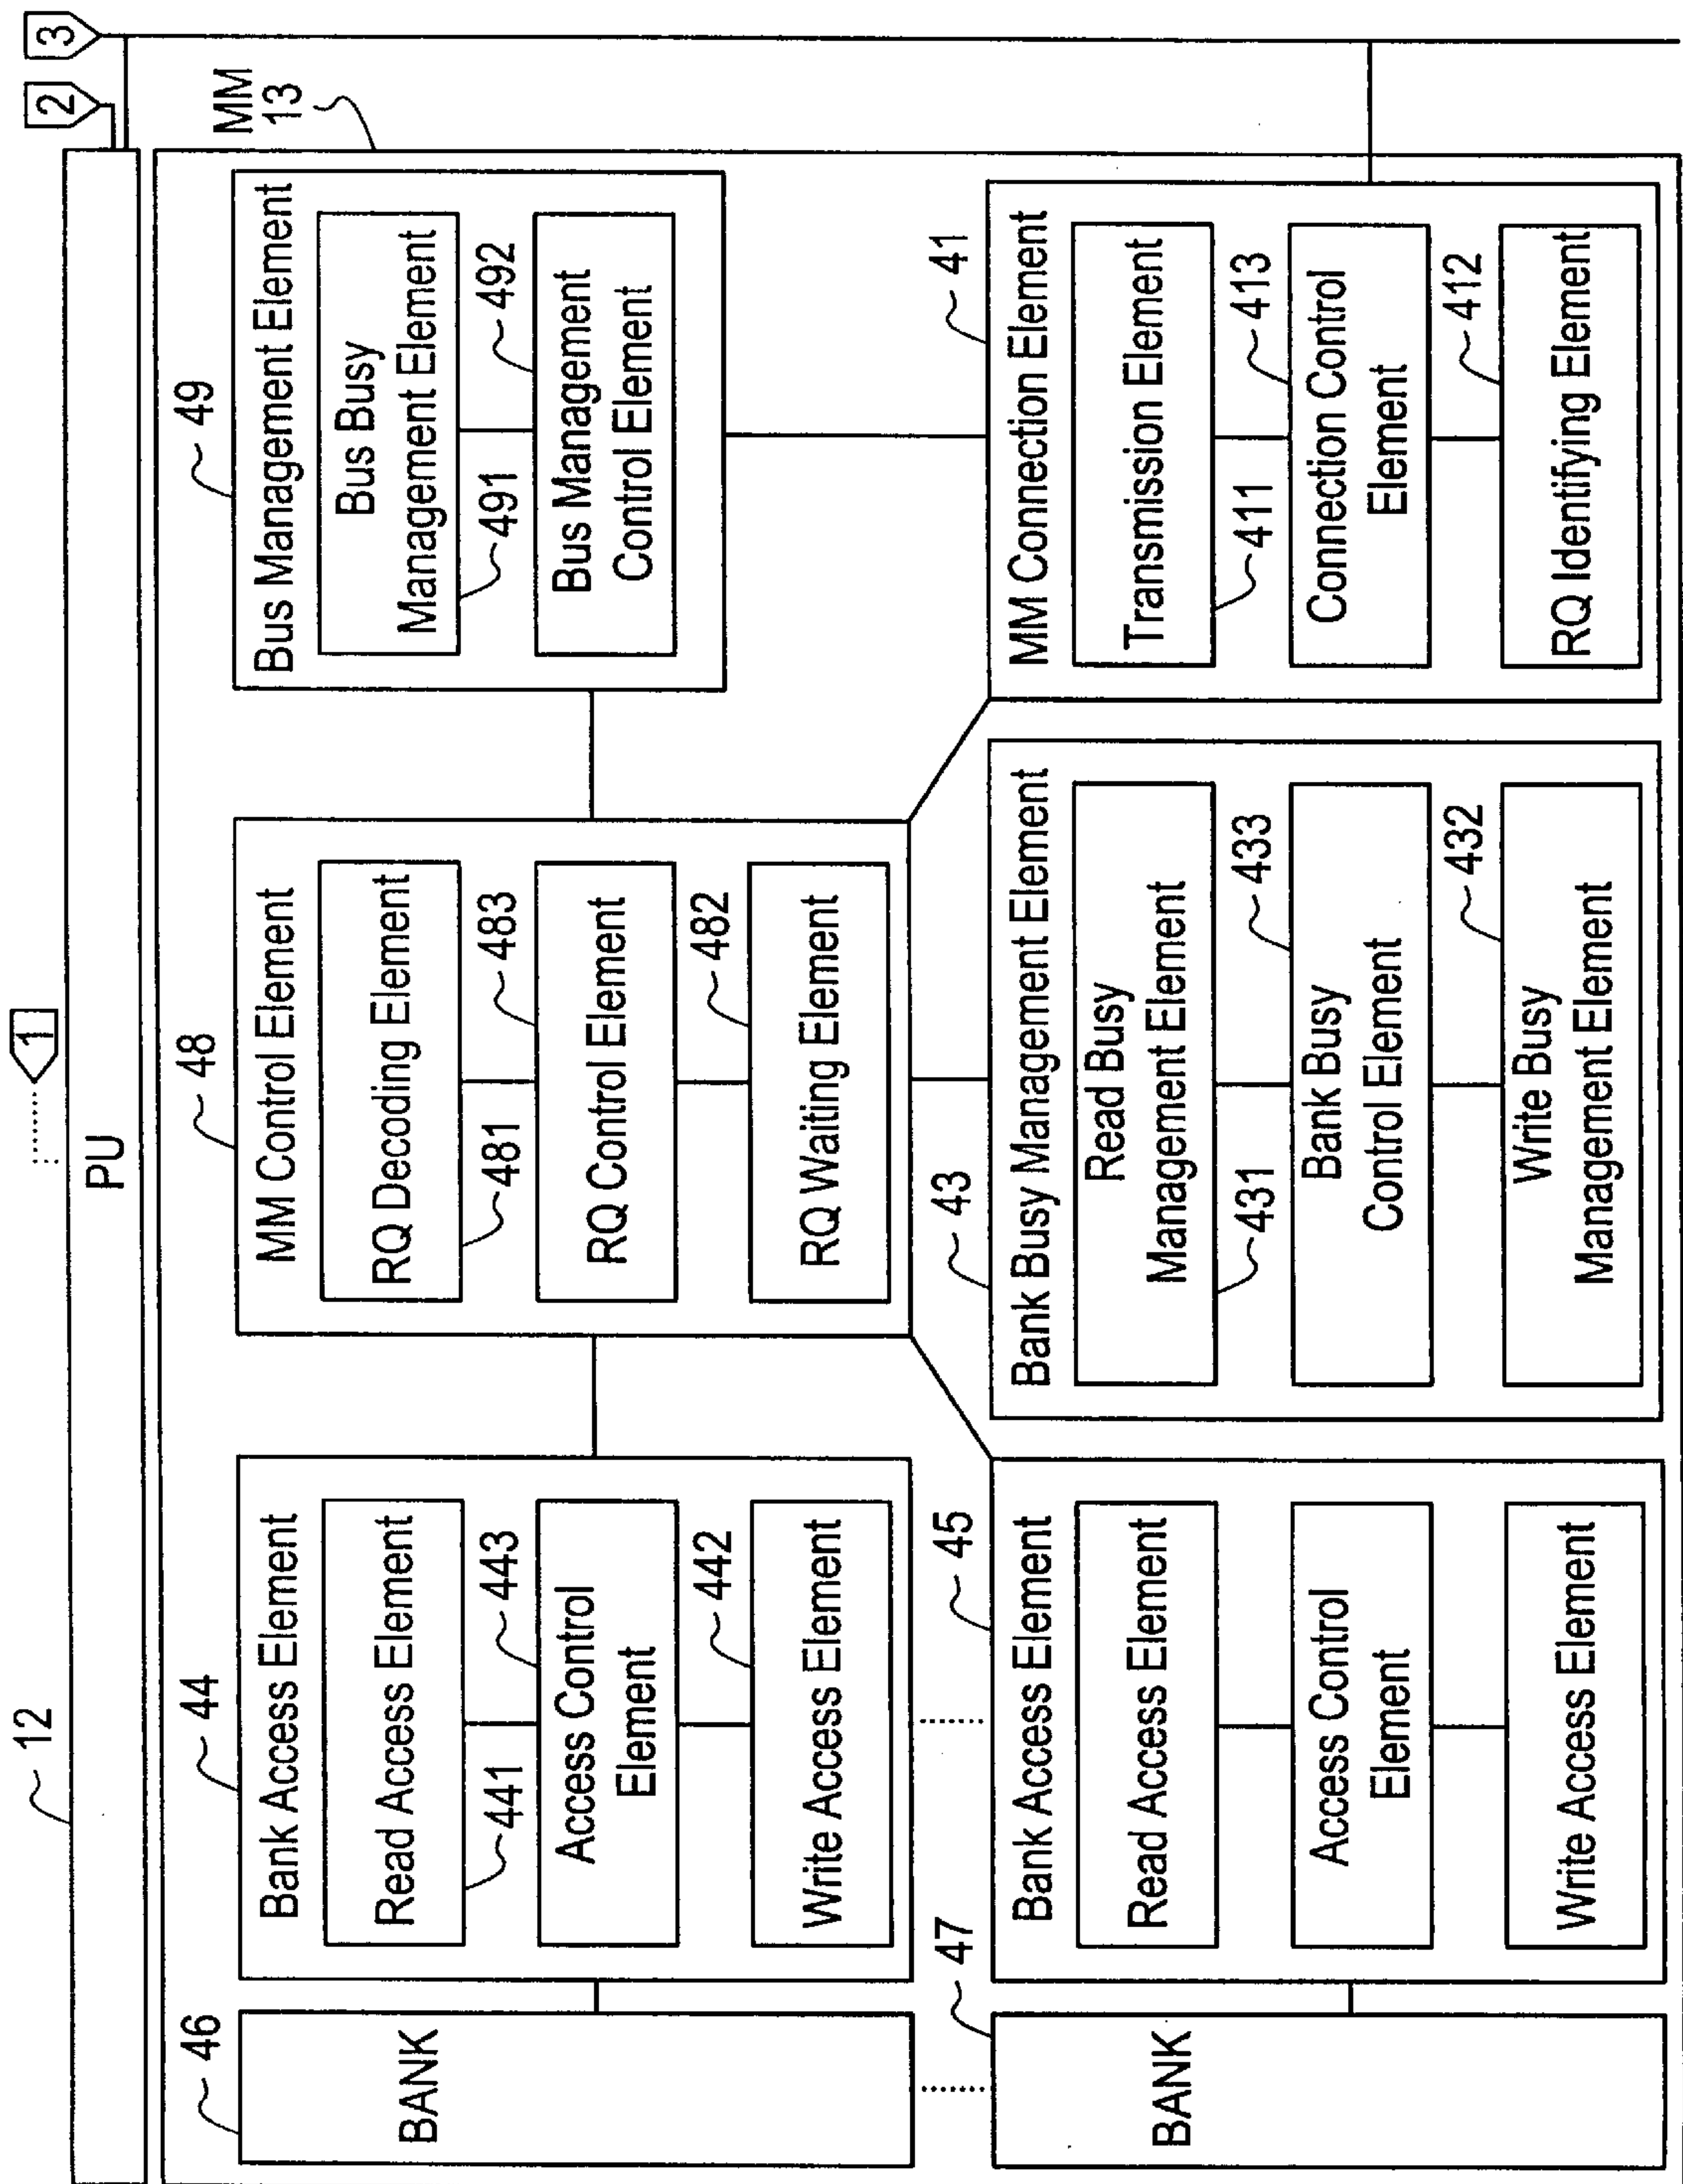 1
2
3
12
PU
MM
13
46
BANK
44
Bank Access Element
Read Access Element
441
443
Access Control
Element
442
Write Access Element
48
MM Control Element
RQ Decoding Element
481
483
RQ Control Element
482
RQ Waiting Element
49
Bus Management Element
Bus Busy
Management Element
491
492
Bus Management
Control Element
47
BANK
45
Bank Access Element
Read Access Element
Access Control
Element
Write Access Element
43
Bank Busy Management Element
Read Busy
Management Element
431
433
Bank Busy
Control Element
432
Write Busy
Management Element
41
MM Connection Element
Transmission Element
411
413
Connection Control
Element
412
RQ Identifying Element